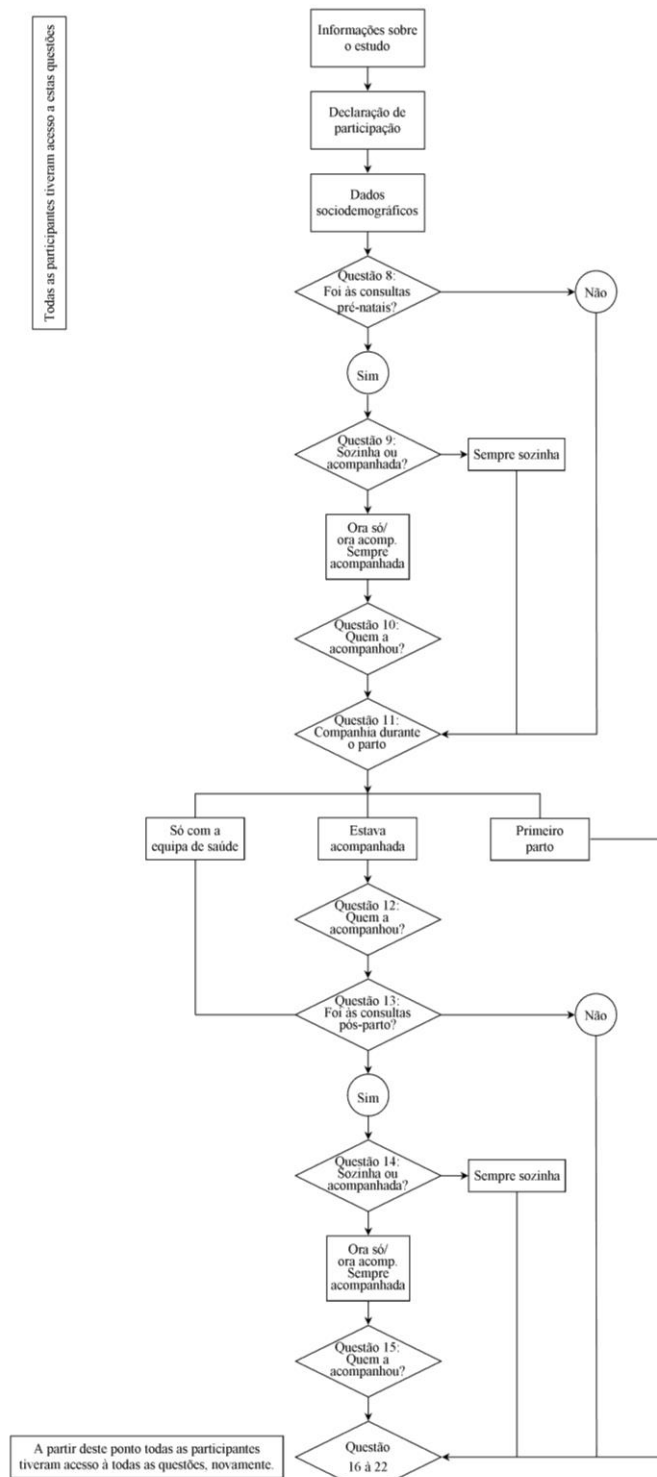 Todas as participantes tiveram acesso a estas questões
Informações sobre
o estudo
Declaração de
participação
Dados
sociodemográficos
Questão 8:
Foi às consultas
pré-natais?
Não
Sim
Questão 9:
Sozinha ou
acompanhada?
Sempre sozinha
Ora só/
ora acomp.
Sempre
acompanhada
Questão 10:
Quem a
acompanhou?
Questão 11:
Companhia durante
o parto
Só com a
equipa de saúde
Estava
acompanhada
Primeiro
parto
Questão 12:
Quem a
acompanhou?
Questão 13:
Foi às consultas
pós-parto?
Não
Sim
Questão 14:
Sozinha ou
acompanhada?
Sempre sozinha
Ora só/
ora acomp.
Sempre
acompanhada
Questão 15:
Quem a
acompanhou?
A partir deste ponto todas as participantes
tiveram acesso à todas as questões, novamente.
Questão
16 à 22